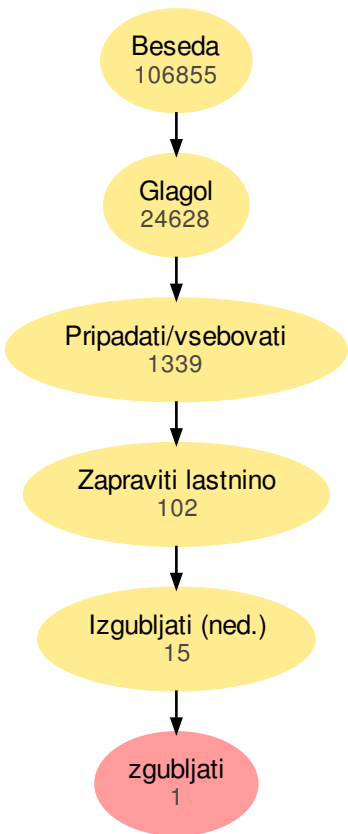 Beseda
106855
Glagol
24628
Pripadati/vsebovati
1339
Zapraviti lastnino
102
Izgubljati (ned.)
15
zgubljati
1